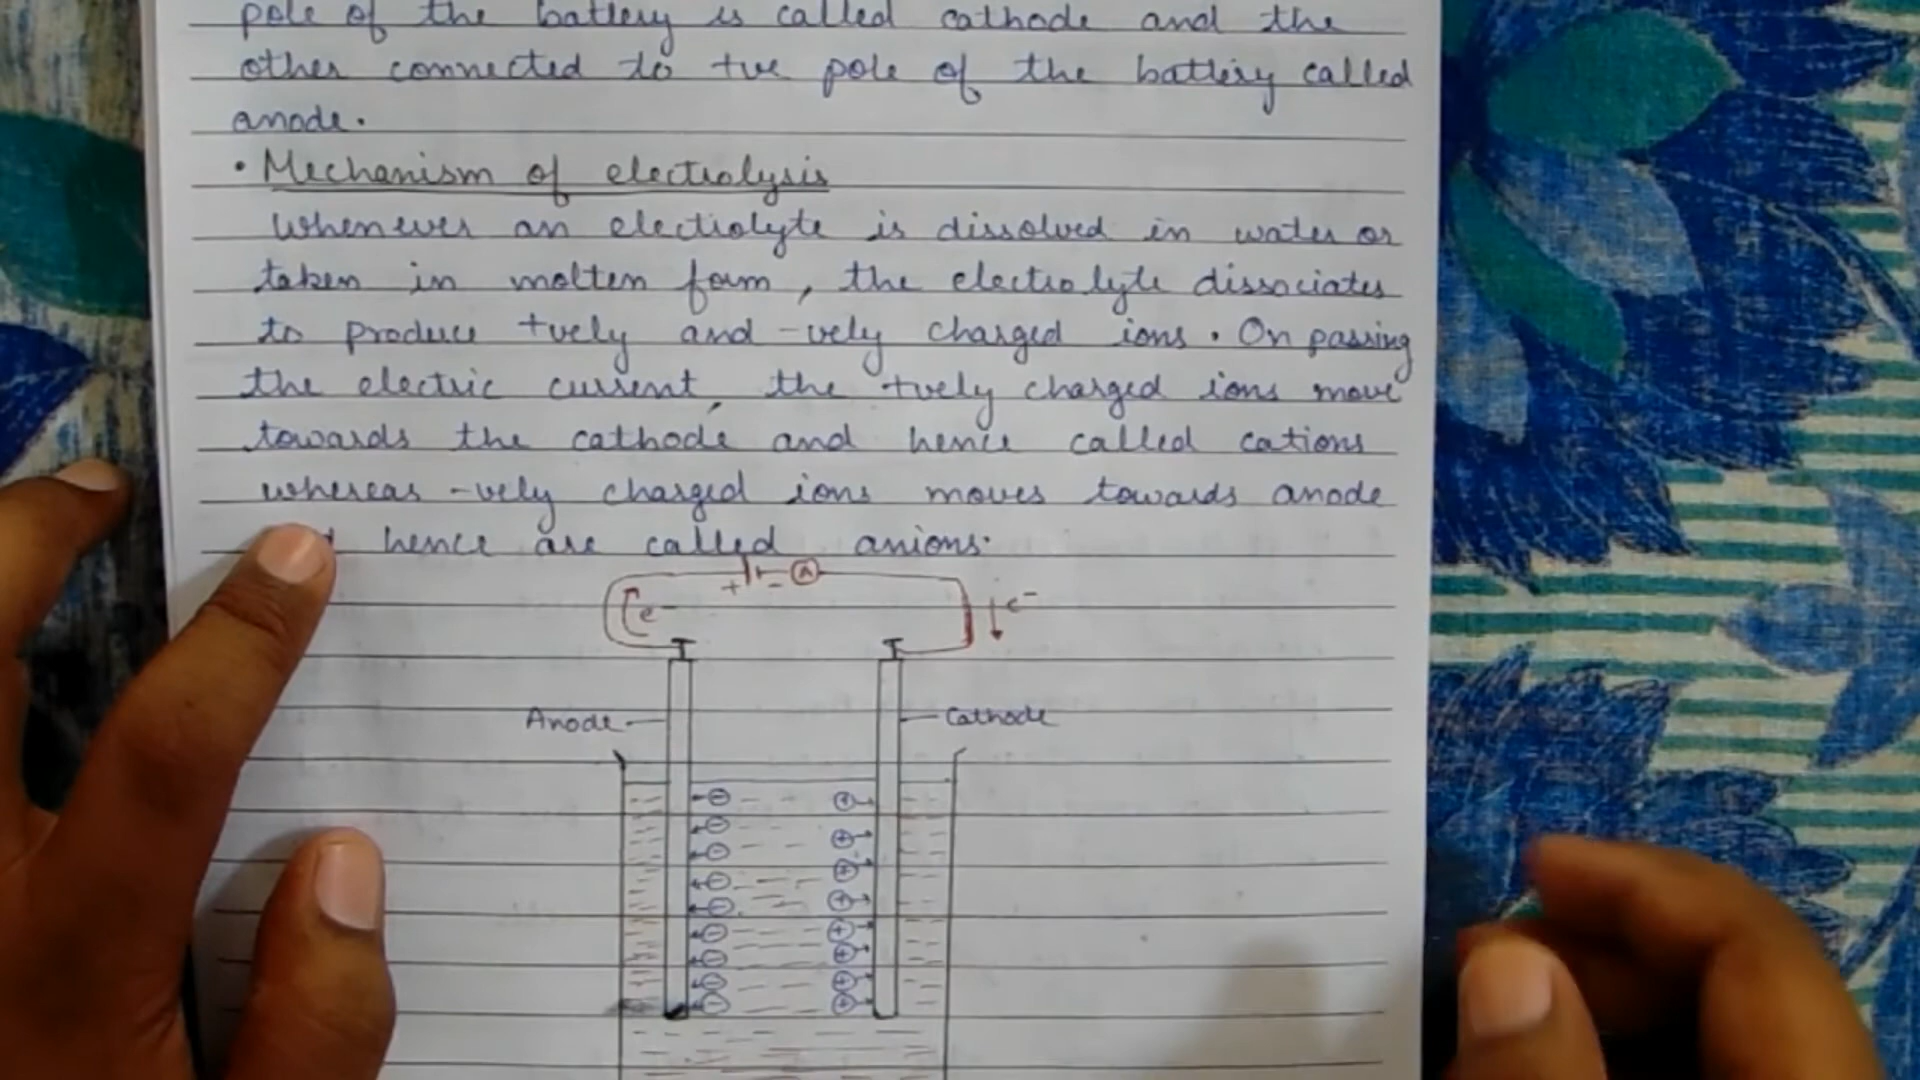 pole of the battery is called cathode and the
other connected to +ve pole of the battery called
anode.
• Mechanism of electrolysis
Whenever an electrolyte is dissolved in water or
taken in molten form, the electrolyte dissociates
to produce +vely and -vely charged ions. On passing
the electric current, the +vely charged ions move
towards the cathode and hence called cations
whereas -vely charged ions moves towards anode
hence are called anions.
+ - A
e- e-
Anode Cathode